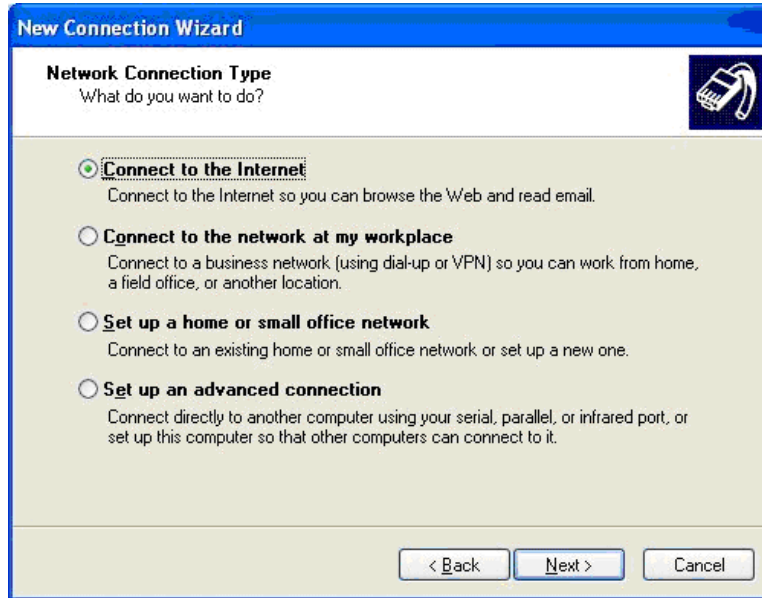 New Connection Wizard
Network Connection Type
What do you want to do?
Connect to the Internet
Connect to the Internet so you can browse the Web and read email.
Connect to the network at my workplace
Connect to a business network (using dial-up or VPN) so you can work from home,
a field office, or another location.
Set up a home or small office network
Connect to an existing home or small office network or set up a new one.
Set up an advanced connection
Connect directly to another computer using your serial, parallel, or infrared port, or
set up this computer so that other computers can connect to it.
< Back Next > Cancel